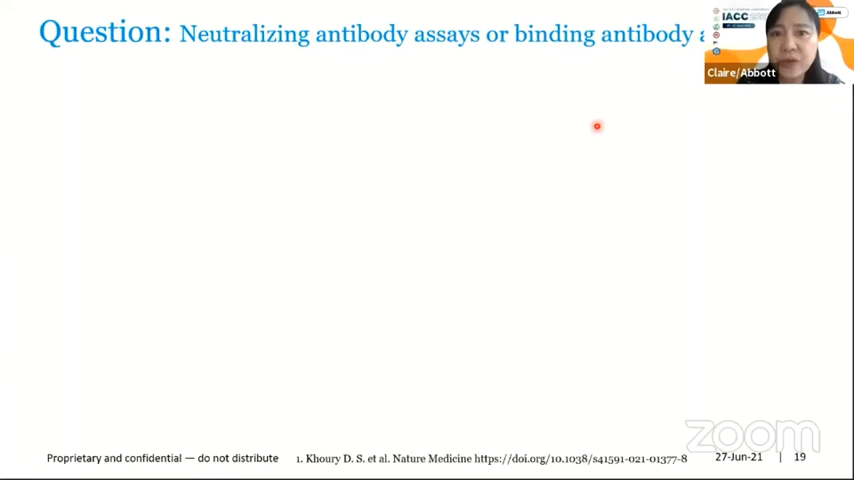 Question: Neutralizing antibody assays or binding antibody
IACC
Abbott
Claire/Abbott
zoom
Proprietary and confidential — do not distribute
1. Khoury D. S. et al. Nature Medicine https://doi.org/10.1038/s41591-021-01377-8
27-Jun-21 | 19